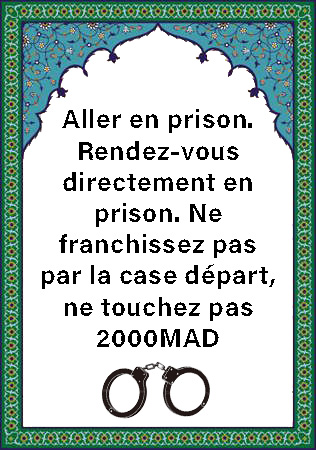 Aller en prison.
Rendez-vous
directement en
prison. Ne
franchissez pas
par la case départ,
ne touchez pas
2000MAD